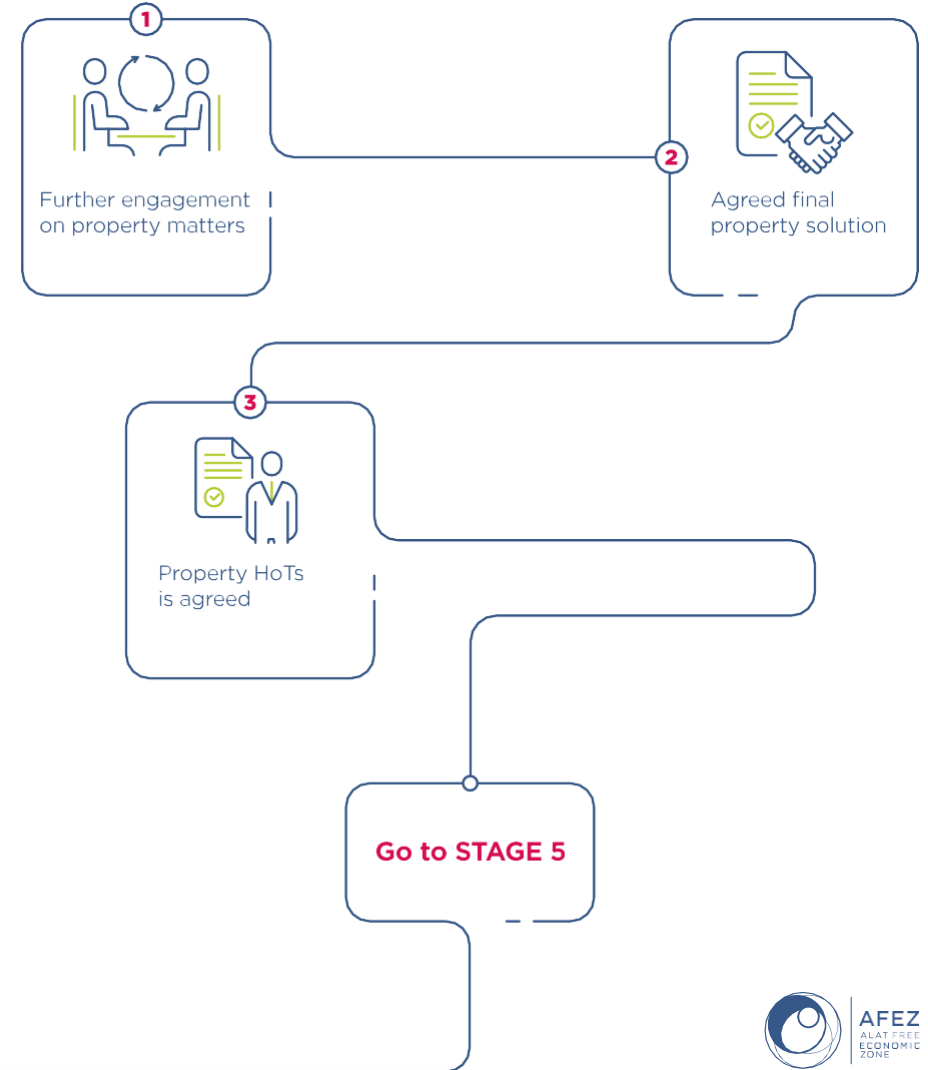 1
Further engagement
on property matters
2
Agreed final
property solution
3
Property HoTs
is agreed
Go to STAGE 5
AFEZ
ALAT FREE
ECONOMIC
ZONE